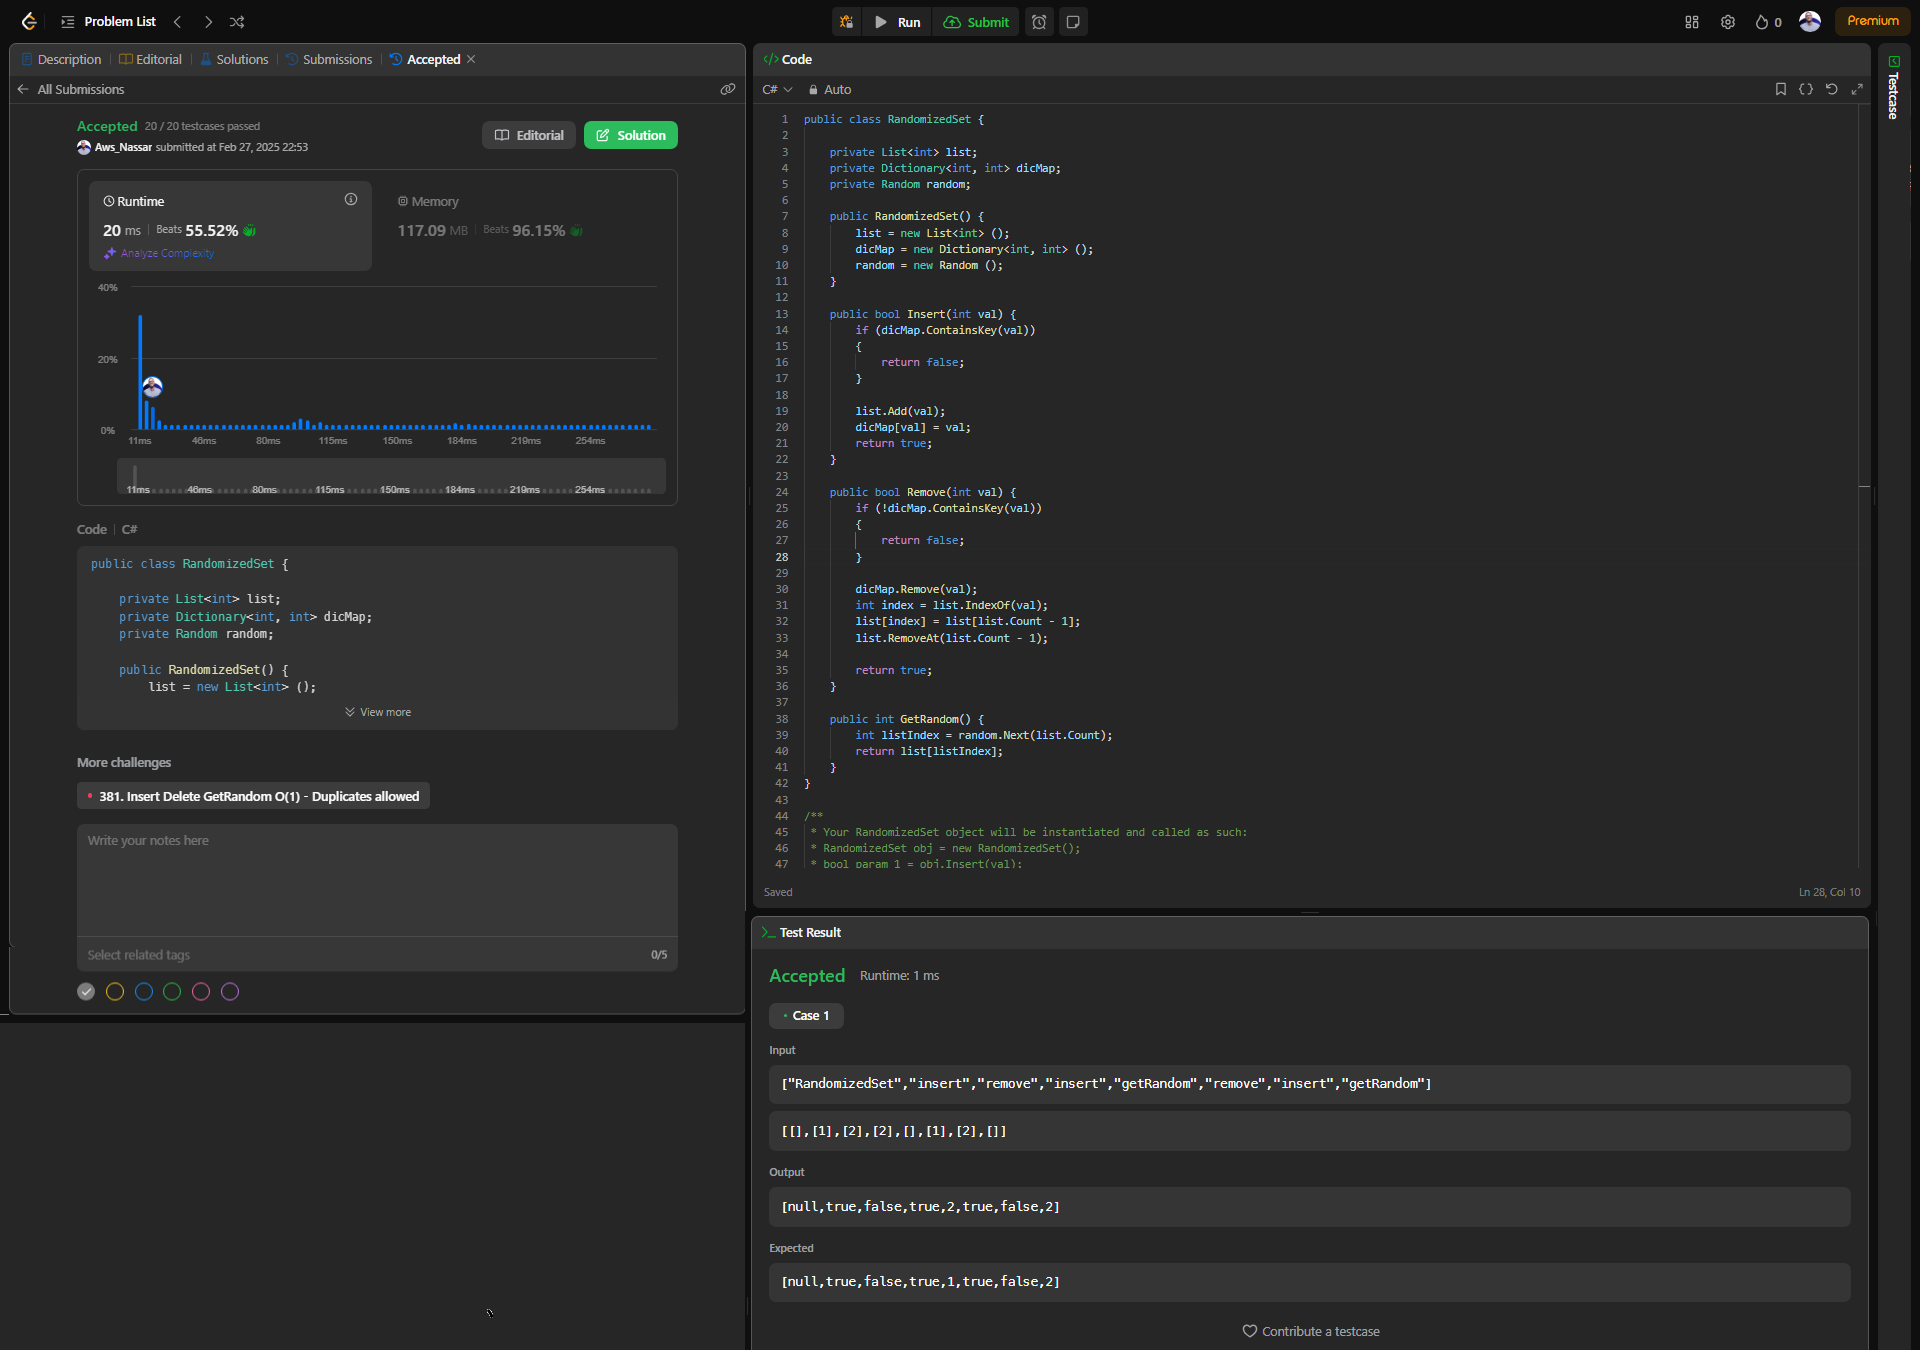 Problem List
Run
Submit
0
Premium
Description
Editorial
Solutions
Submissions
Accepted
All Submissions
Accepted 20 / 20 testcases passed
Aws_Nassar submitted at Feb 27, 2025 22:53
Editorial
Solution
Runtime
20 ms | Beats 55.52%
Analyze Complexity
Memory
117.09 MB | Beats 96.15%
40%
20%
0%
11ms 46ms 80ms 115ms 150ms 184ms 219ms 254ms
11ms 46ms 80ms 115ms 150ms 184ms 219ms 254ms
Code | C#
public class RandomizedSet {
private List<int> list;
private Dictionary<int, int> dicMap;
private Random random;
public RandomizedSet() {
list = new List<int> ();
View more
More challenges
381. Insert Delete GetRandom O(1) - Duplicates allowed
Write your notes here
Select related tags
0/5
Code
C#
Auto
1 public class RandomizedSet {
2
3 private List<int> list;
4 private Dictionary<int, int> dicMap;
5 private Random random;
6
7 public RandomizedSet() {
8 list = new List<int> ();
9 dicMap = new Dictionary<int, int> ();
10 random = new Random ();
11 }
12
13 public bool Insert(int val) {
14 if (dicMap.ContainsKey(val))
15 {
16 return false;
17 }
18
19 list.Add(val);
20 dicMap[val] = val;
21 return true;
22 }
23
24 public bool Remove(int val) {
25 if (!dicMap.ContainsKey(val))
26 {
27 return false;
28 }
29
30 dicMap.Remove(val);
31 int index = list.IndexOf(val);
32 list[index] = list[list.Count - 1];
33 list.RemoveAt(list.Count - 1);
34
35 return true;
36 }
37
38 public int GetRandom() {
39 int listIndex = random.Next(list.Count);
40 return list[listIndex];
41 }
42 }
43
44 /**
45 * Your RandomizedSet object will be instantiated and called as such:
46 * RandomizedSet obj = new RandomizedSet();
47 * bool param_1 = obj.Insert(val);
Saved
Ln 28, Col 10
Testcase
Test Result
Accepted Runtime: 1 ms
Case 1
Input
["RandomizedSet","insert","remove","insert","getRandom","remove","insert","getRandom"]
[[],[1],[2],[2],[],[1],[2],[]]
Output
[null,true,false,true,2,true,false,2]
Expected
[null,true,false,true,1,true,false,2]
Contribute a testcase